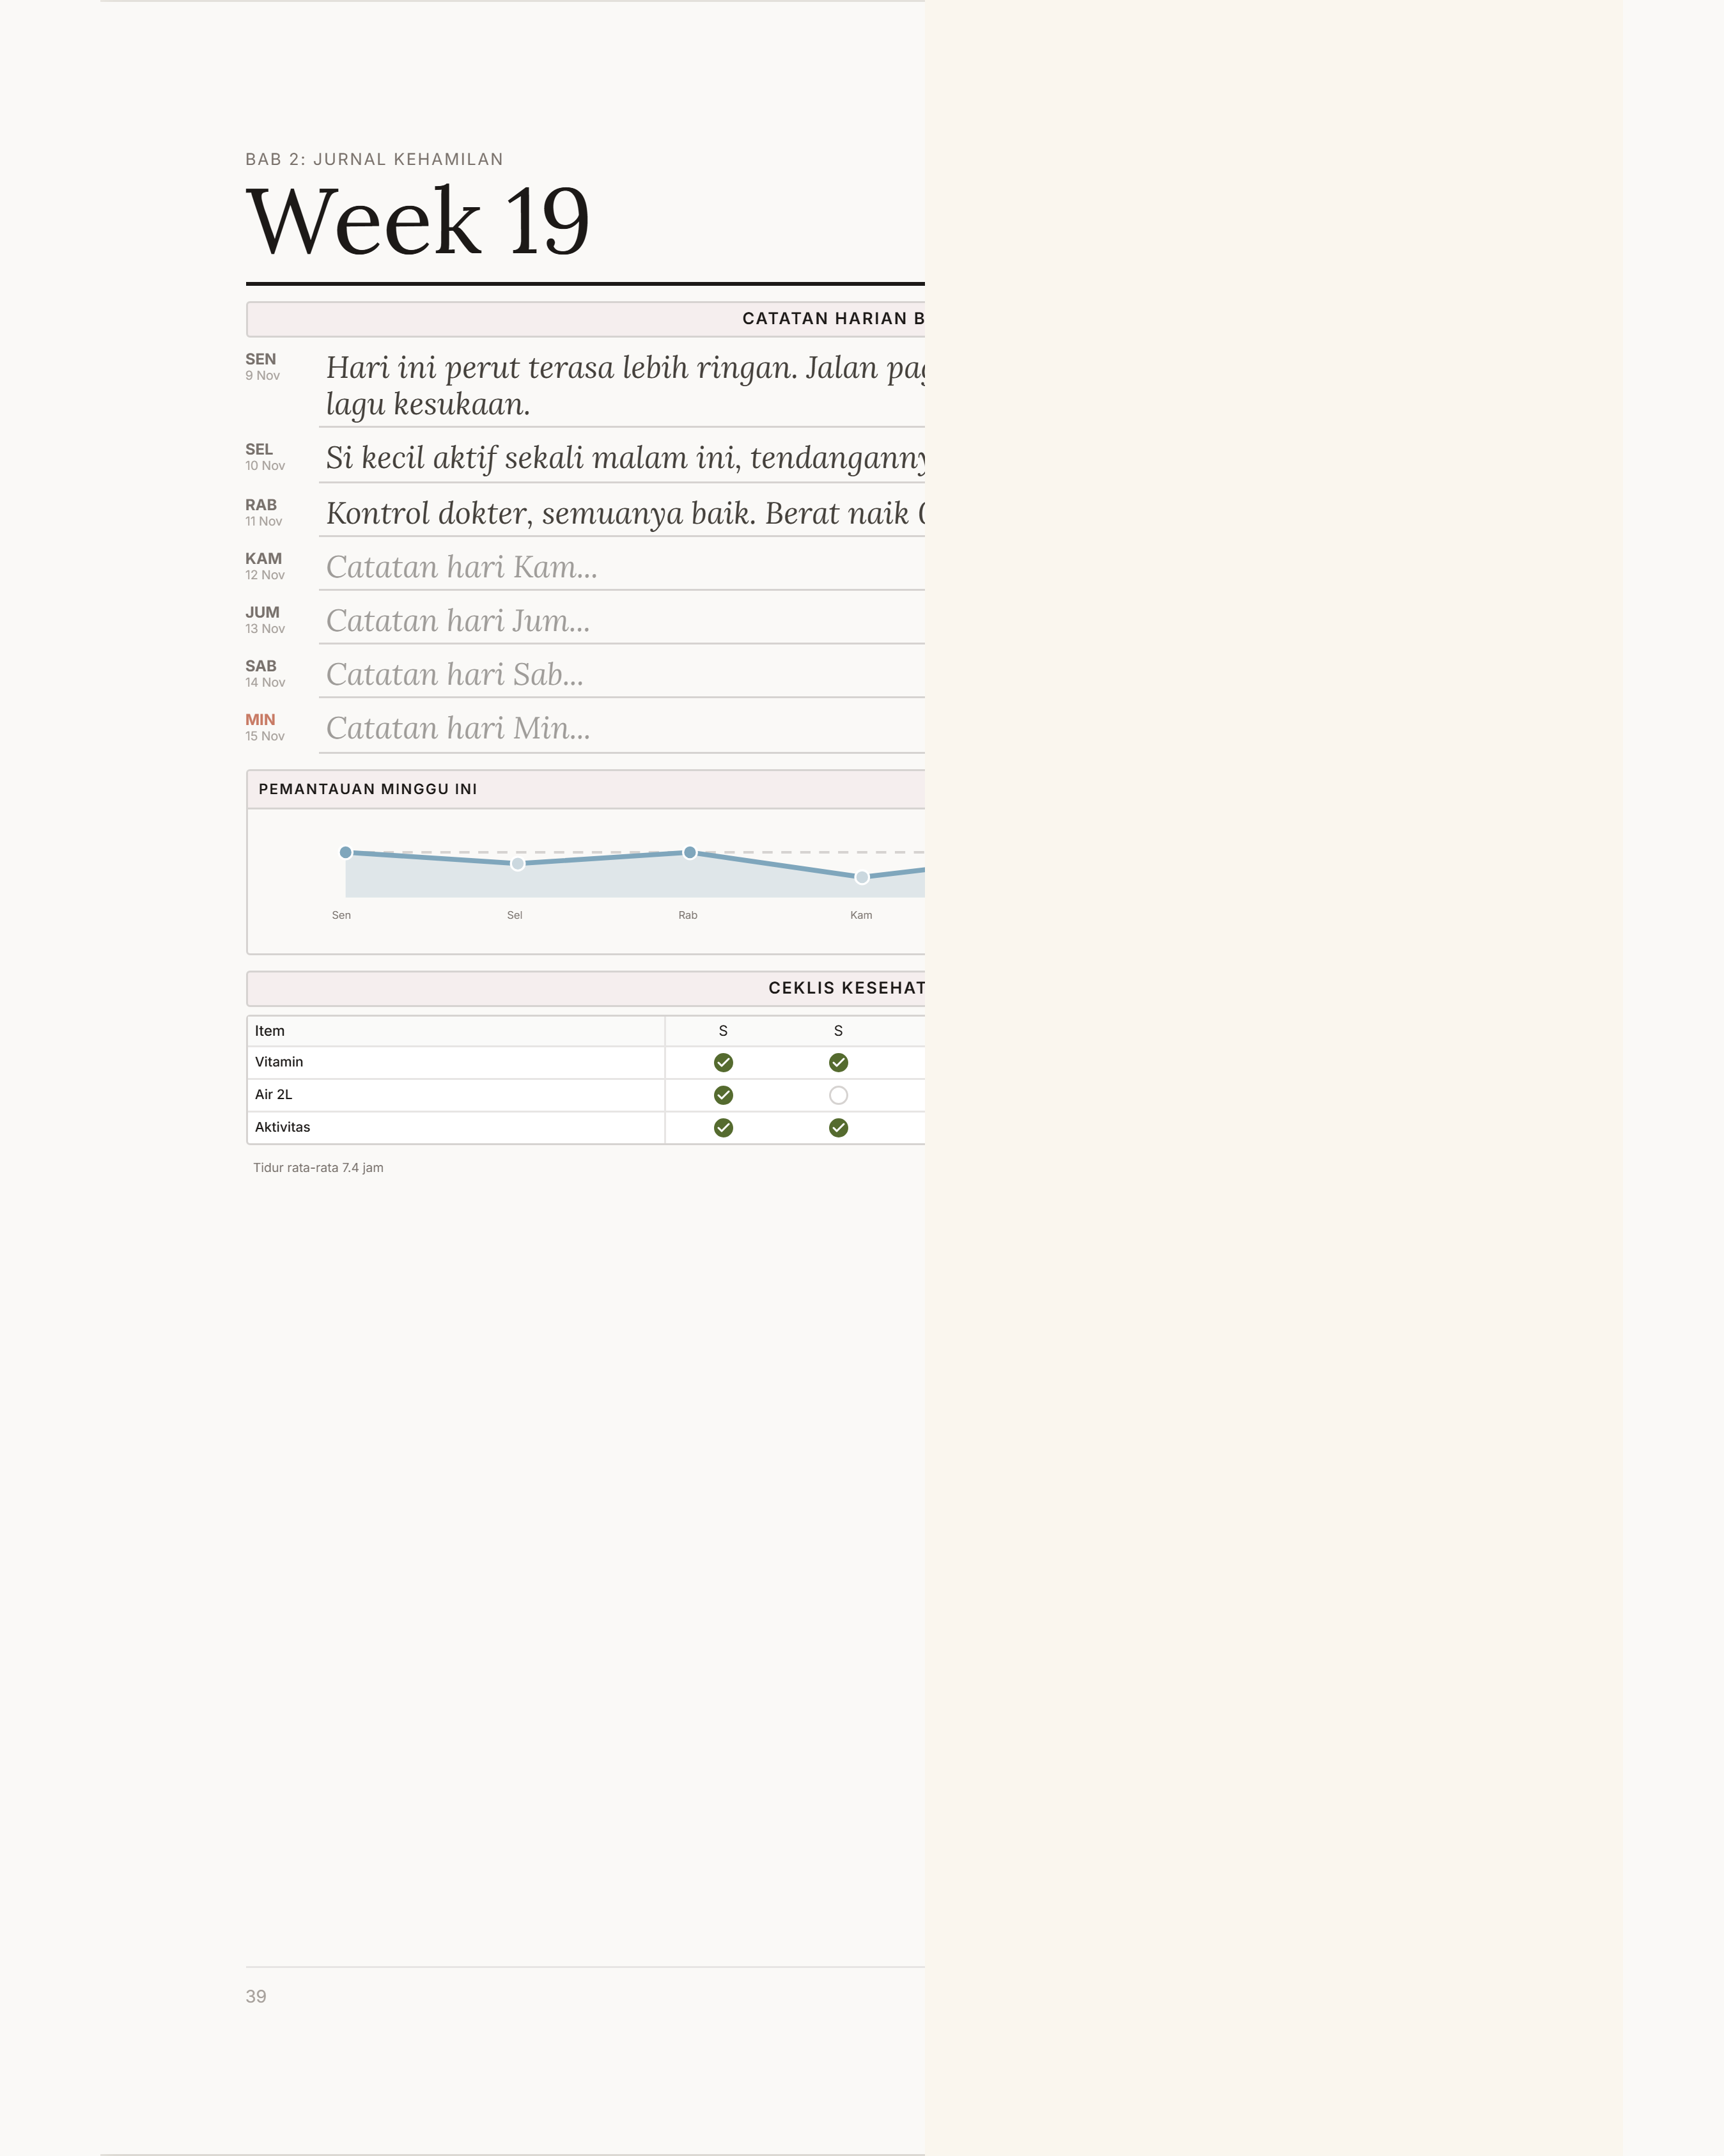 BAB 2: JURNAL KEHAMILAN
Week 19
CATATAN HARIAN
SEN
9 Nov
Hari ini perut terasa lebih ringan. Jalan
lagu kesukaan.
SEL
10 Nov
Si kecil aktif sekali malam ini,
RAB
11 Nov
Kontrol dokter, semuanya baik. Berat naik
KAM
12 Nov
Catatan hari Kam...
JUM
13 Nov
Catatan hari Jum...
SAB
14 Nov
Catatan hari Sab...
MIN
15 Nov
Catatan hari Min...
PEMANTAUAN MINGGU INI
Sen Sel Rab Kam
CEKLIS
Item S S
Vitamin
Air 2L
Aktivitas
Tidur rata-rata 7.4 jam
39